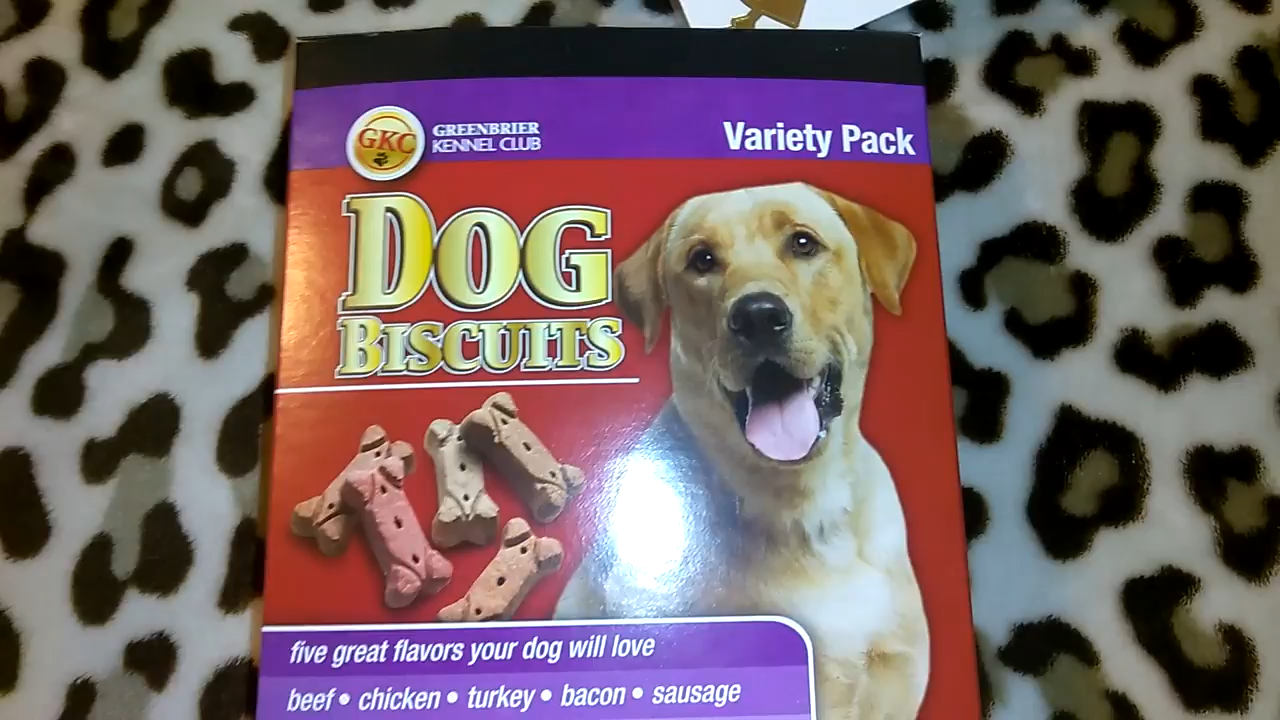 GKC
GREENBRIER
KENNEL CLUB
Variety Pack
DOG
BISCUITS
five great flavors your dog will love
beef • chicken • turkey • bacon • sausage